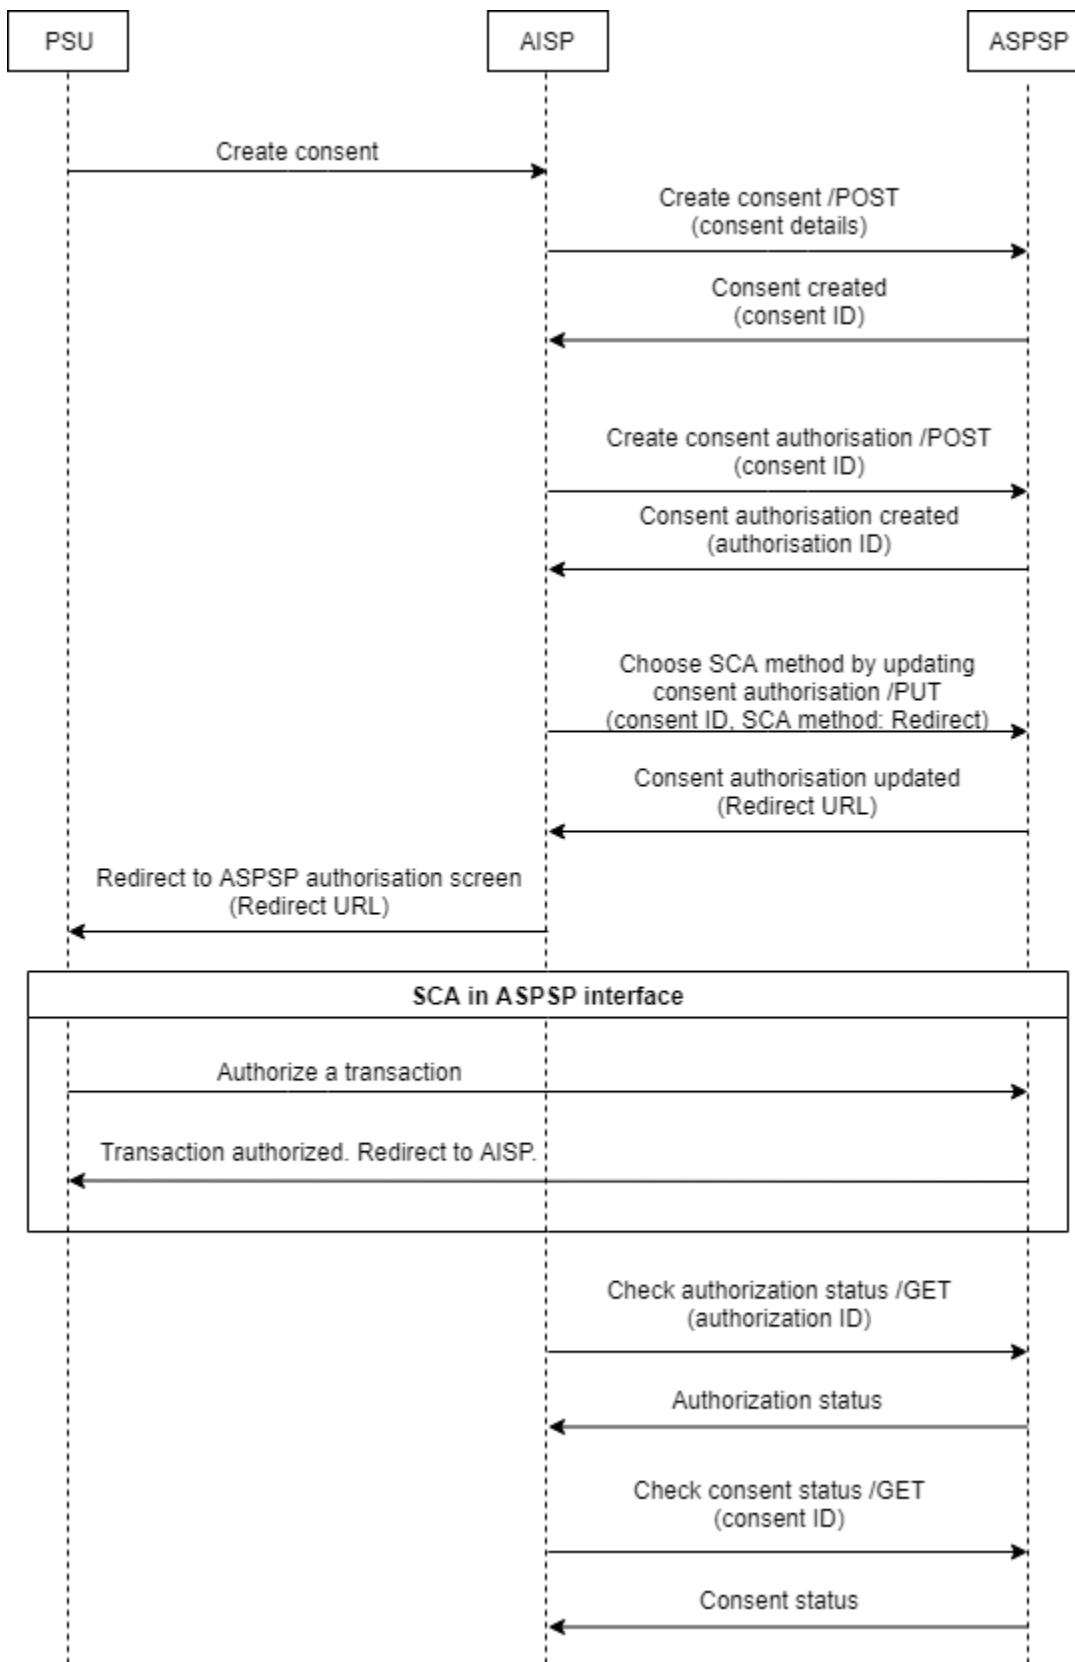 PSU
AISP
ASPSP
Create consent
Create consent /POST
(consent details)
Consent created
(consent ID)
Create consent authorisation /POST
(consent ID)
Consent authorisation created
(authorisation ID)
Choose SCA method by updating
consent authorisation /PUT
(consent ID, SCA method: Redirect)
Consent authorisation updated
(Redirect URL)
Redirect to ASPSP authorisation screen
(Redirect URL)
SCA in ASPSP interface
Authorize a transaction
Transaction authorized. Redirect to AISP.
Check authorization status /GET
(authorization ID)
Authorization status
Check consent status /GET
(consent ID)
Consent status